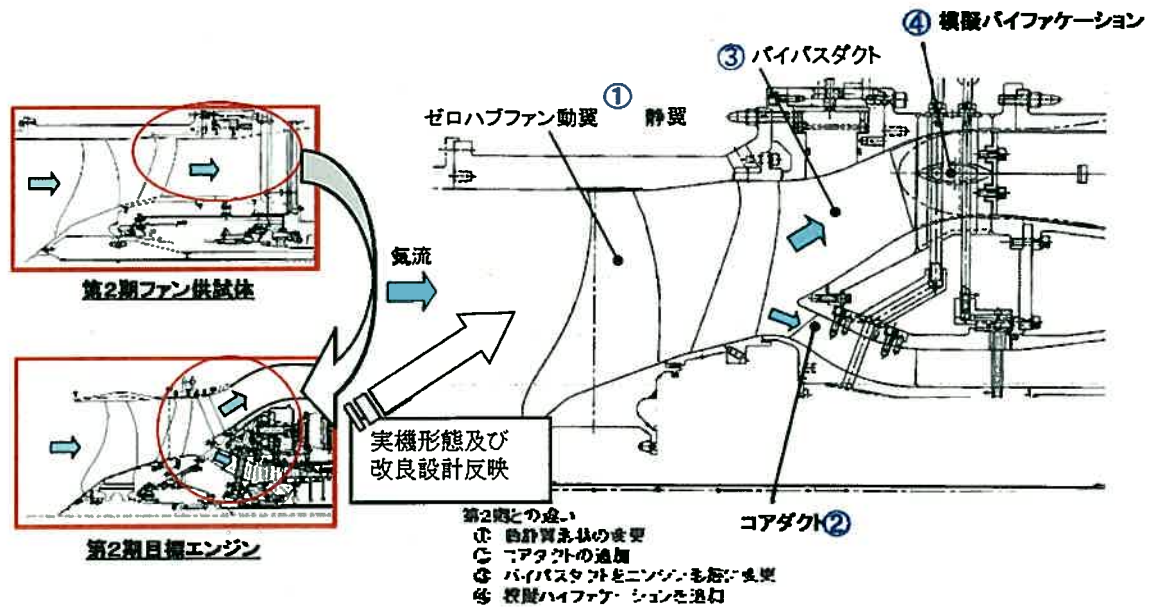 ④ 模擬バイファケーション
③ バイパスダクト
①
ゼロハブファン動翼 静翼
気流
第2期ファン供試体
実機形態及び
改良設計反映
第2期目標エンジン
コアダクト②
第2期との違い
① 形状の変更
② コアダクトの追加
③ バイパスダクトをエンジン形態に変更
④ 模擬バイファケーションを追加